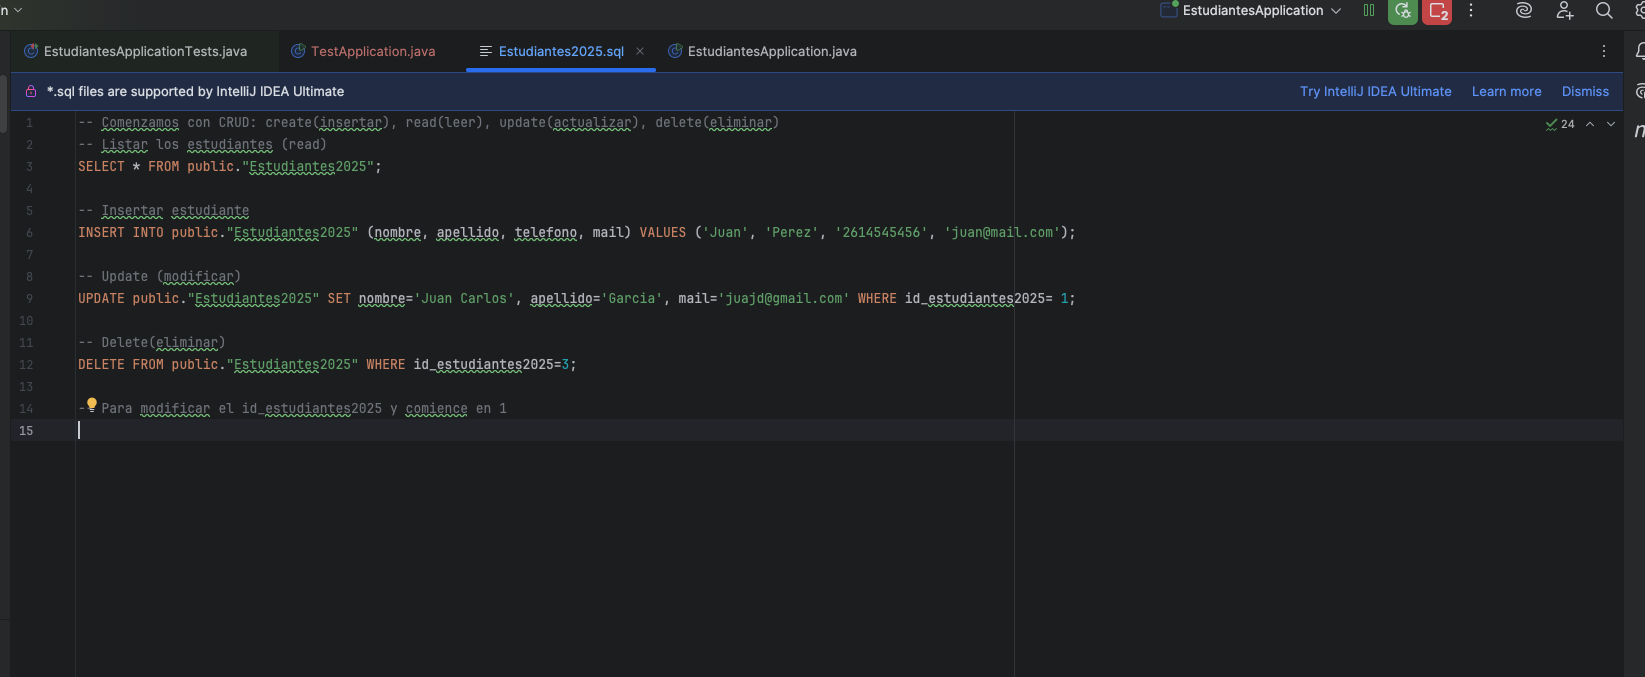 n
EstudiantesApplication
2
EstudiantesApplicationTests.java
TestApplication.java
Estudiantes2025.sql
EstudiantesApplication.java
*.sql files are supported by IntelliJ IDEA Ultimate
Try IntelliJ IDEA Ultimate
Learn more
Dismiss
24
1 -- Comenzamos con CRUD: create(insertar), read(leer), update(actualizar), delete(eliminar)
2 -- Listar los estudiantes (read)
3 SELECT * FROM public."Estudiantes2025";
4
5 -- Insertar estudiante
6 INSERT INTO public."Estudiantes2025" (nombre, apellido, telefono, mail) VALUES ('Juan', 'Perez', '2614545456', 'juan@mail.com');
7
8 -- Update (modificar)
9 UPDATE public."Estudiantes2025" SET nombre='Juan Carlos', apellido='Garcia', mail='juajd@gmail.com' WHERE id_estudiantes2025= 1;
10
11 -- Delete(eliminar)
12 DELETE FROM public."Estudiantes2025" WHERE id_estudiantes2025=3;
13
14 - Para modificar el id_estudiantes2025 y comience en 1
15